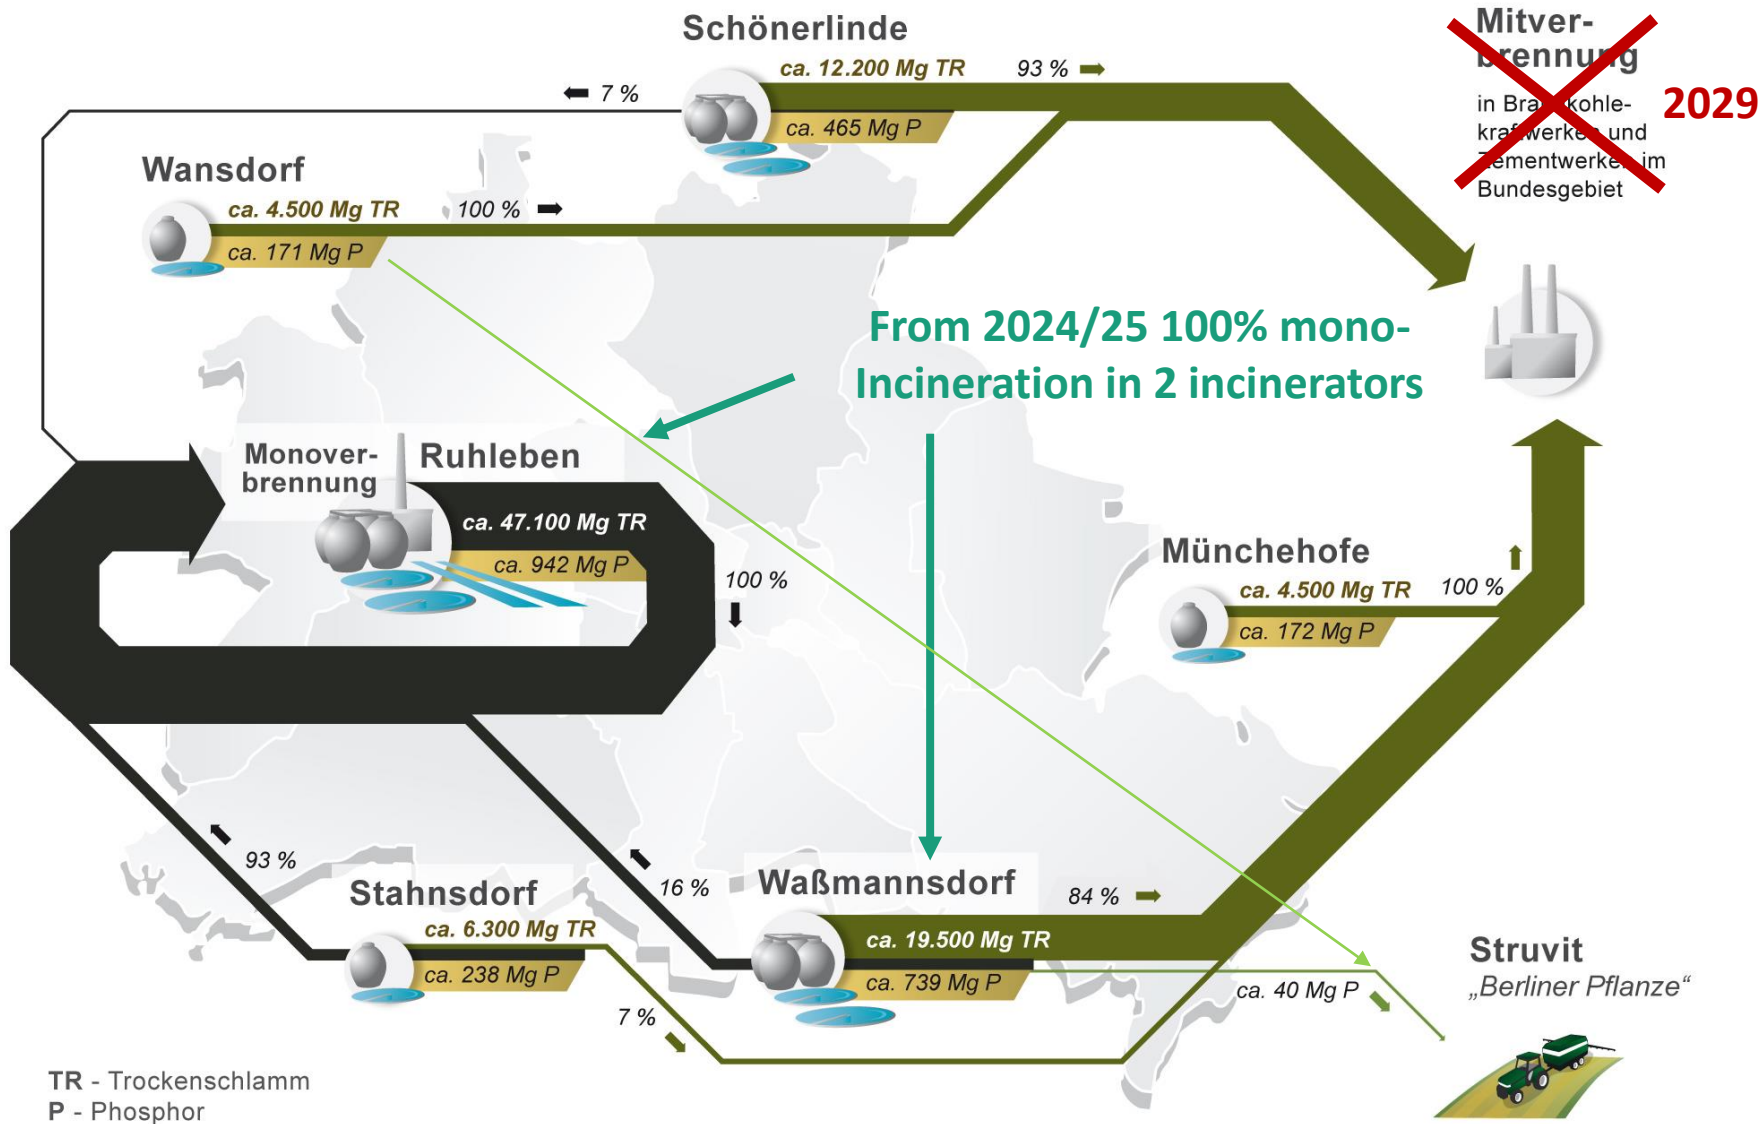 Schönerlinde
ca. 12.200 Mg TR
93 %
7 %
ca. 465 Mg P
Mitver-
brennung
in Braunkohle-
kraftwerken und
Zementwerken im
Bundesgebiet
2029
Wansdorf
ca. 4.500 Mg TR
100 %
ca. 171 Mg P
From 2024/25 100% mono-
Incineration in 2 incinerators
Monover-
brennung
Ruhleben
ca. 47.100 Mg TR
ca. 942 Mg P
100 %
Münchehofe
ca. 4.500 Mg TR
100 %
ca. 172 Mg P
93 %
Stahnsdorf
ca. 6.300 Mg TR
ca. 238 Mg P
7 %
16 %
Waßmannsdorf
84 %
ca. 19.500 Mg TR
ca. 739 Mg P
ca. 40 Mg P
Struvit
„Berliner Pflanze“
TR - Trockenschlamm
P - Phosphor